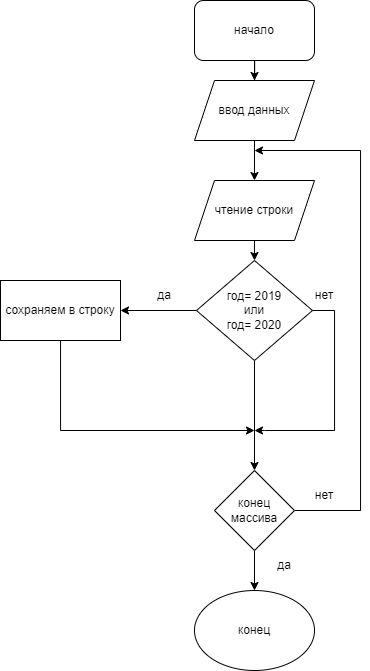 начало
ввод данных
чтение строки
да
год= 2019
или
год= 2020
нет
сохраняем в строку
конец
массива
нет
да
конец